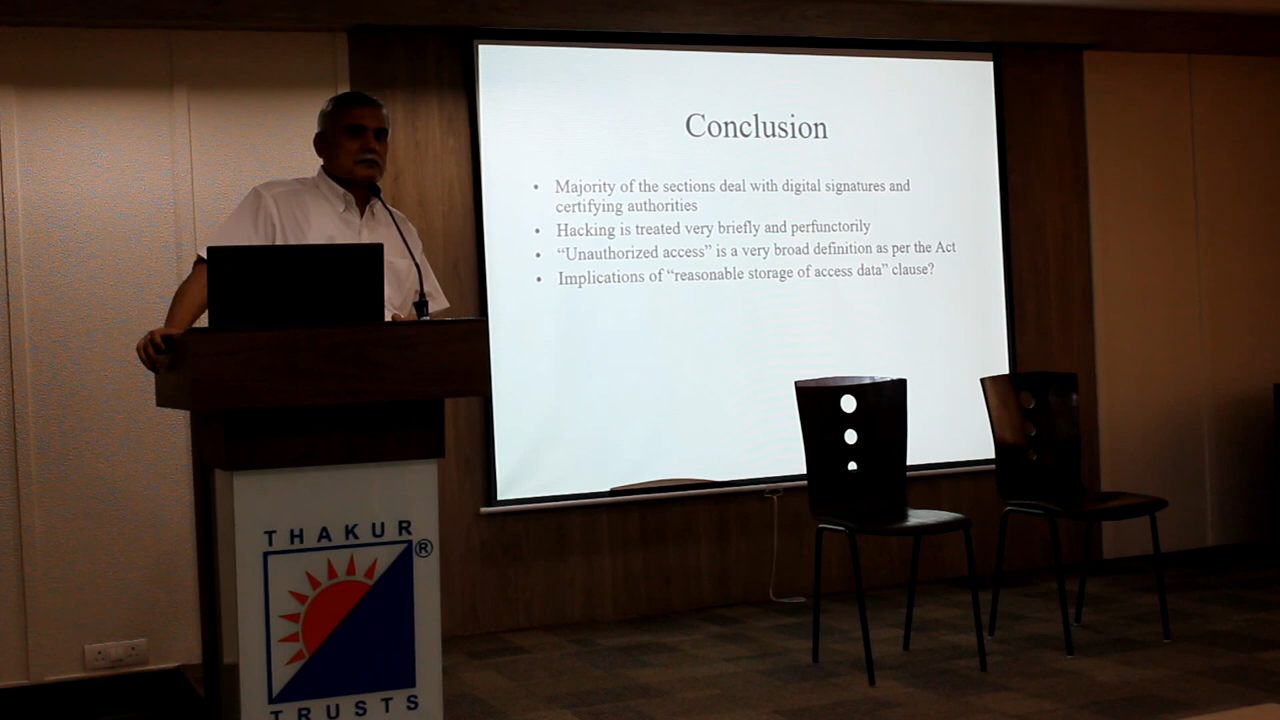 Conclusion
• Majority of the sections deal with digital signatures and
certifying authorities
• Hacking is treated very briefly and perfunctorily
• “Unauthorized access” is a very broad definition as per the Act
• Implications of “reasonable storage of access data” clause?
THAKUR
®
TRUSTS